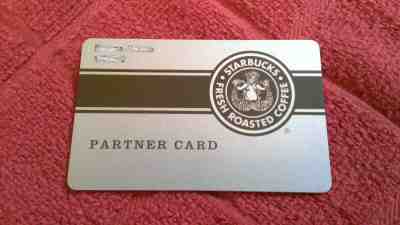 STARBUCKS
FRESH ROASTED COFFEE
®
PARTNER CARD